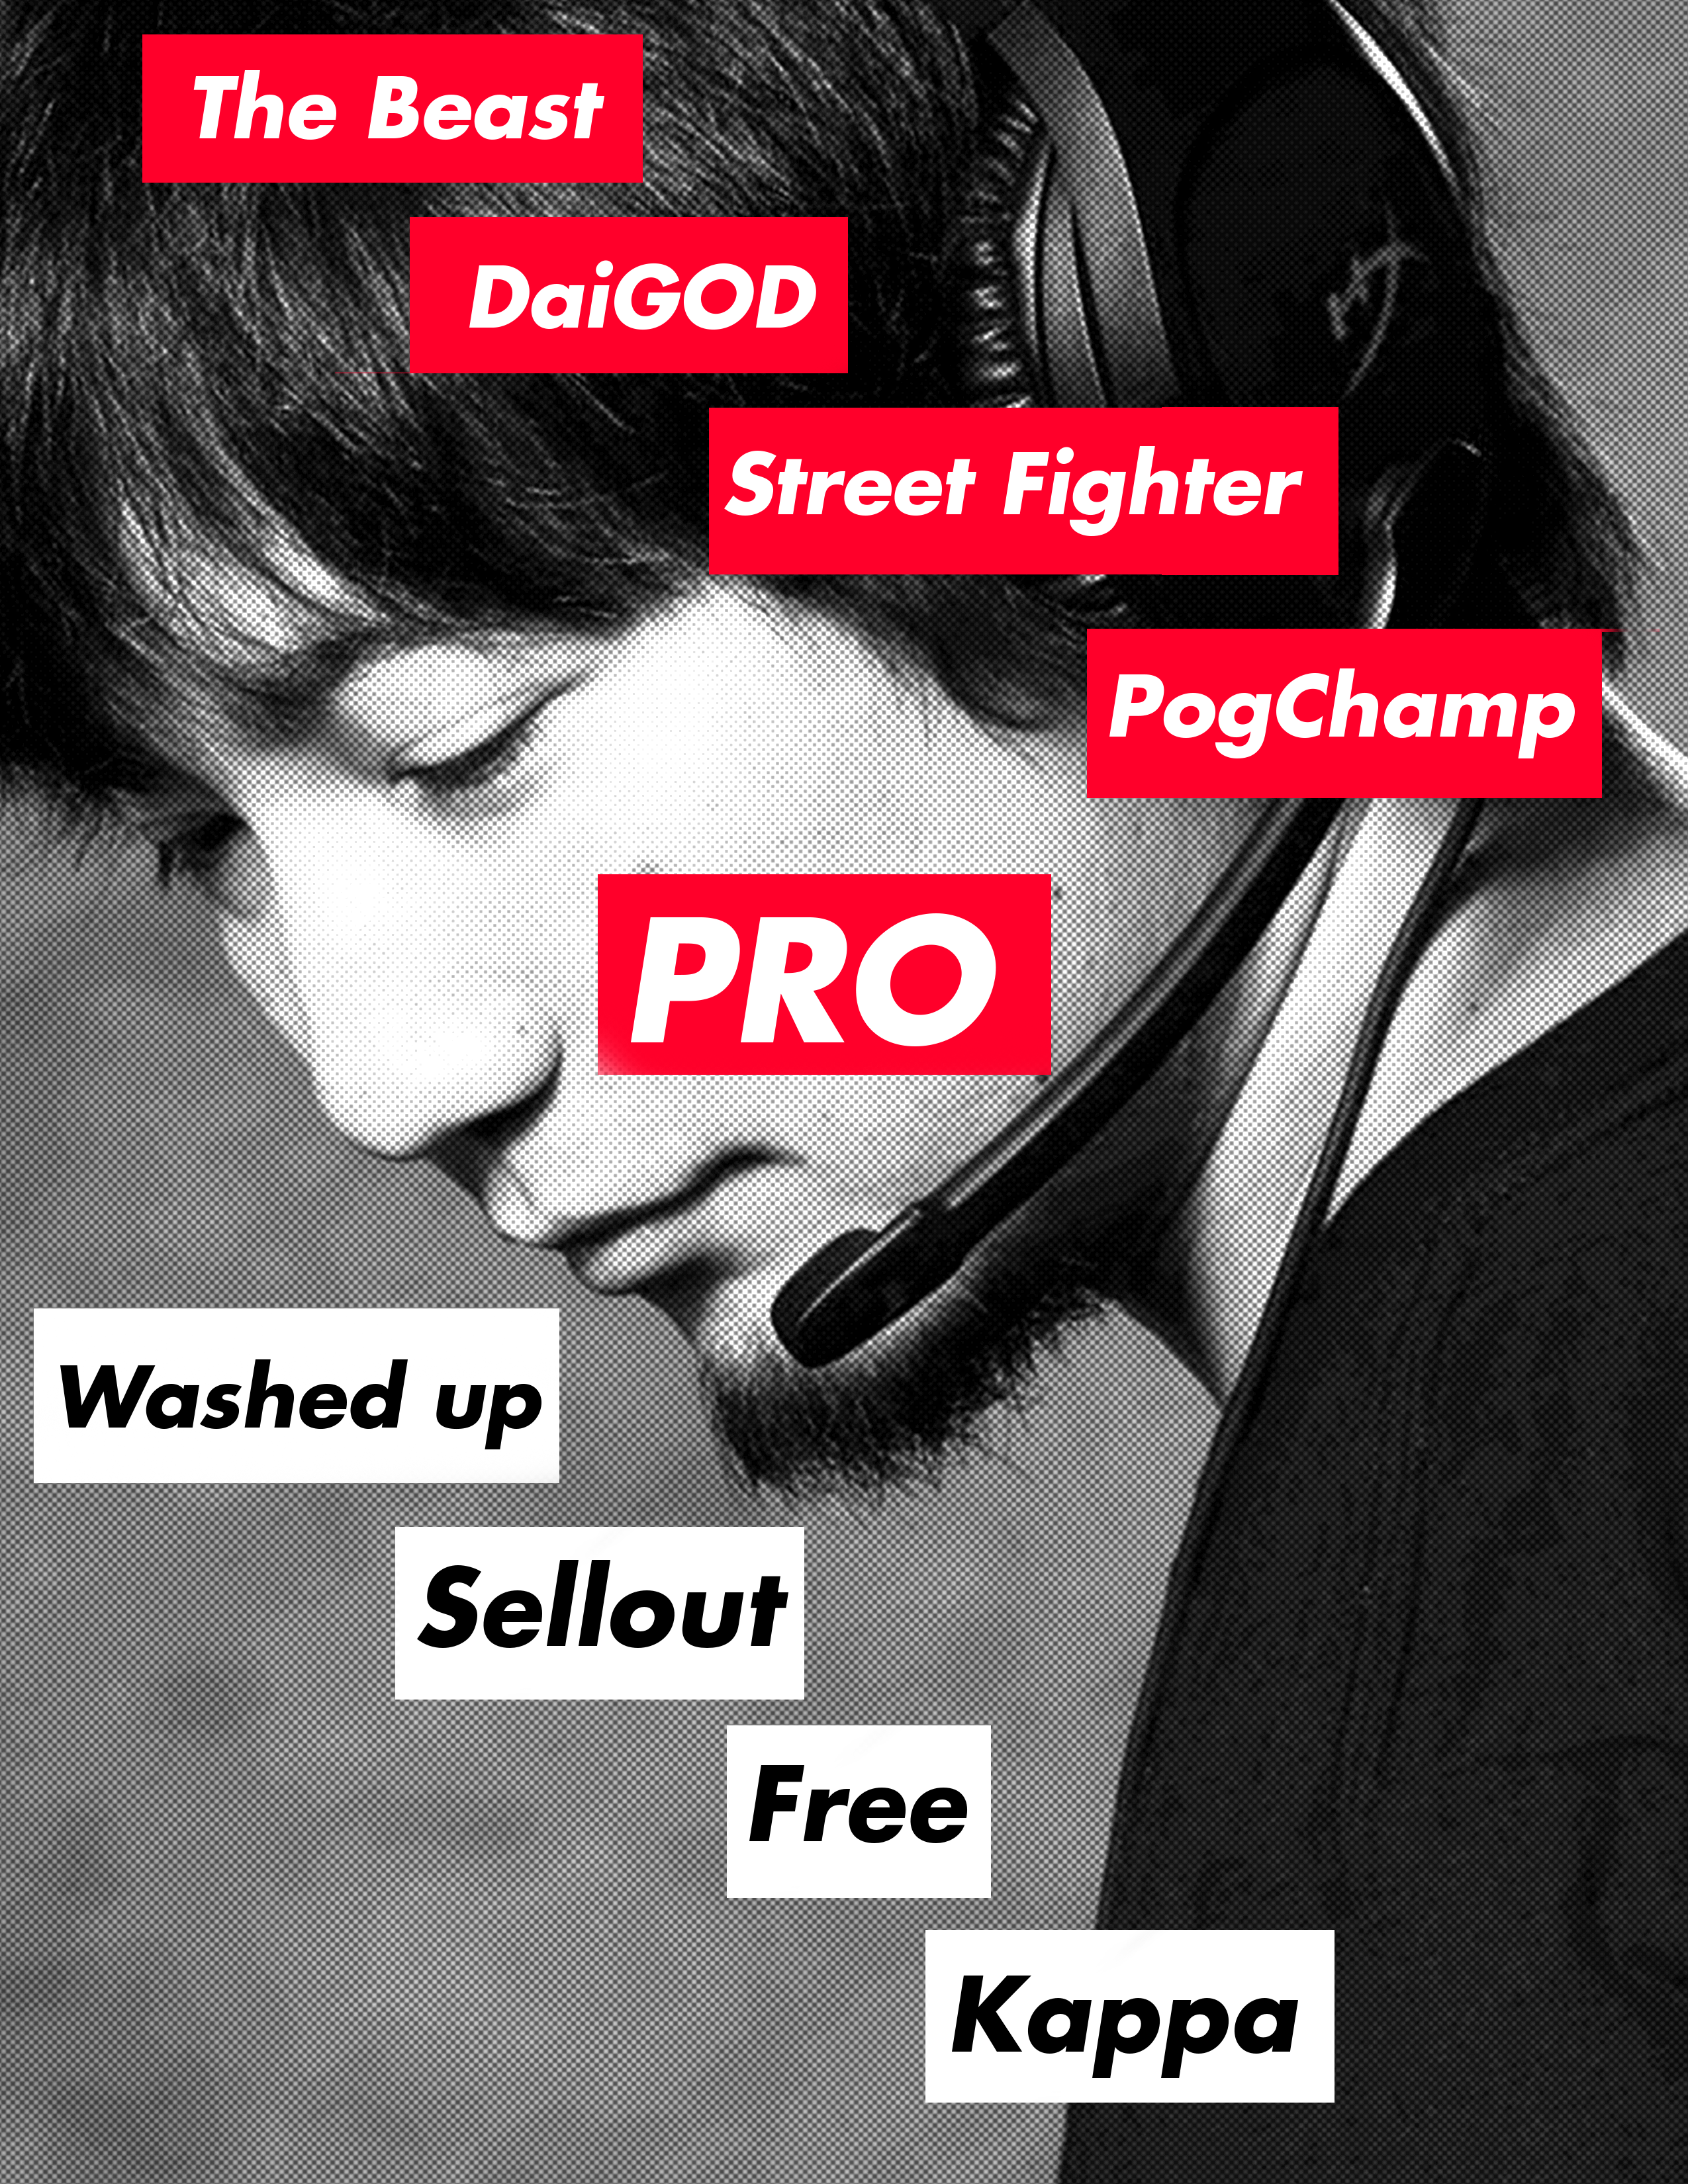 The Beast
DaiGOD
Street Fighter
PogChamp
PRO
Washed up
Sellout
Free
Kappa